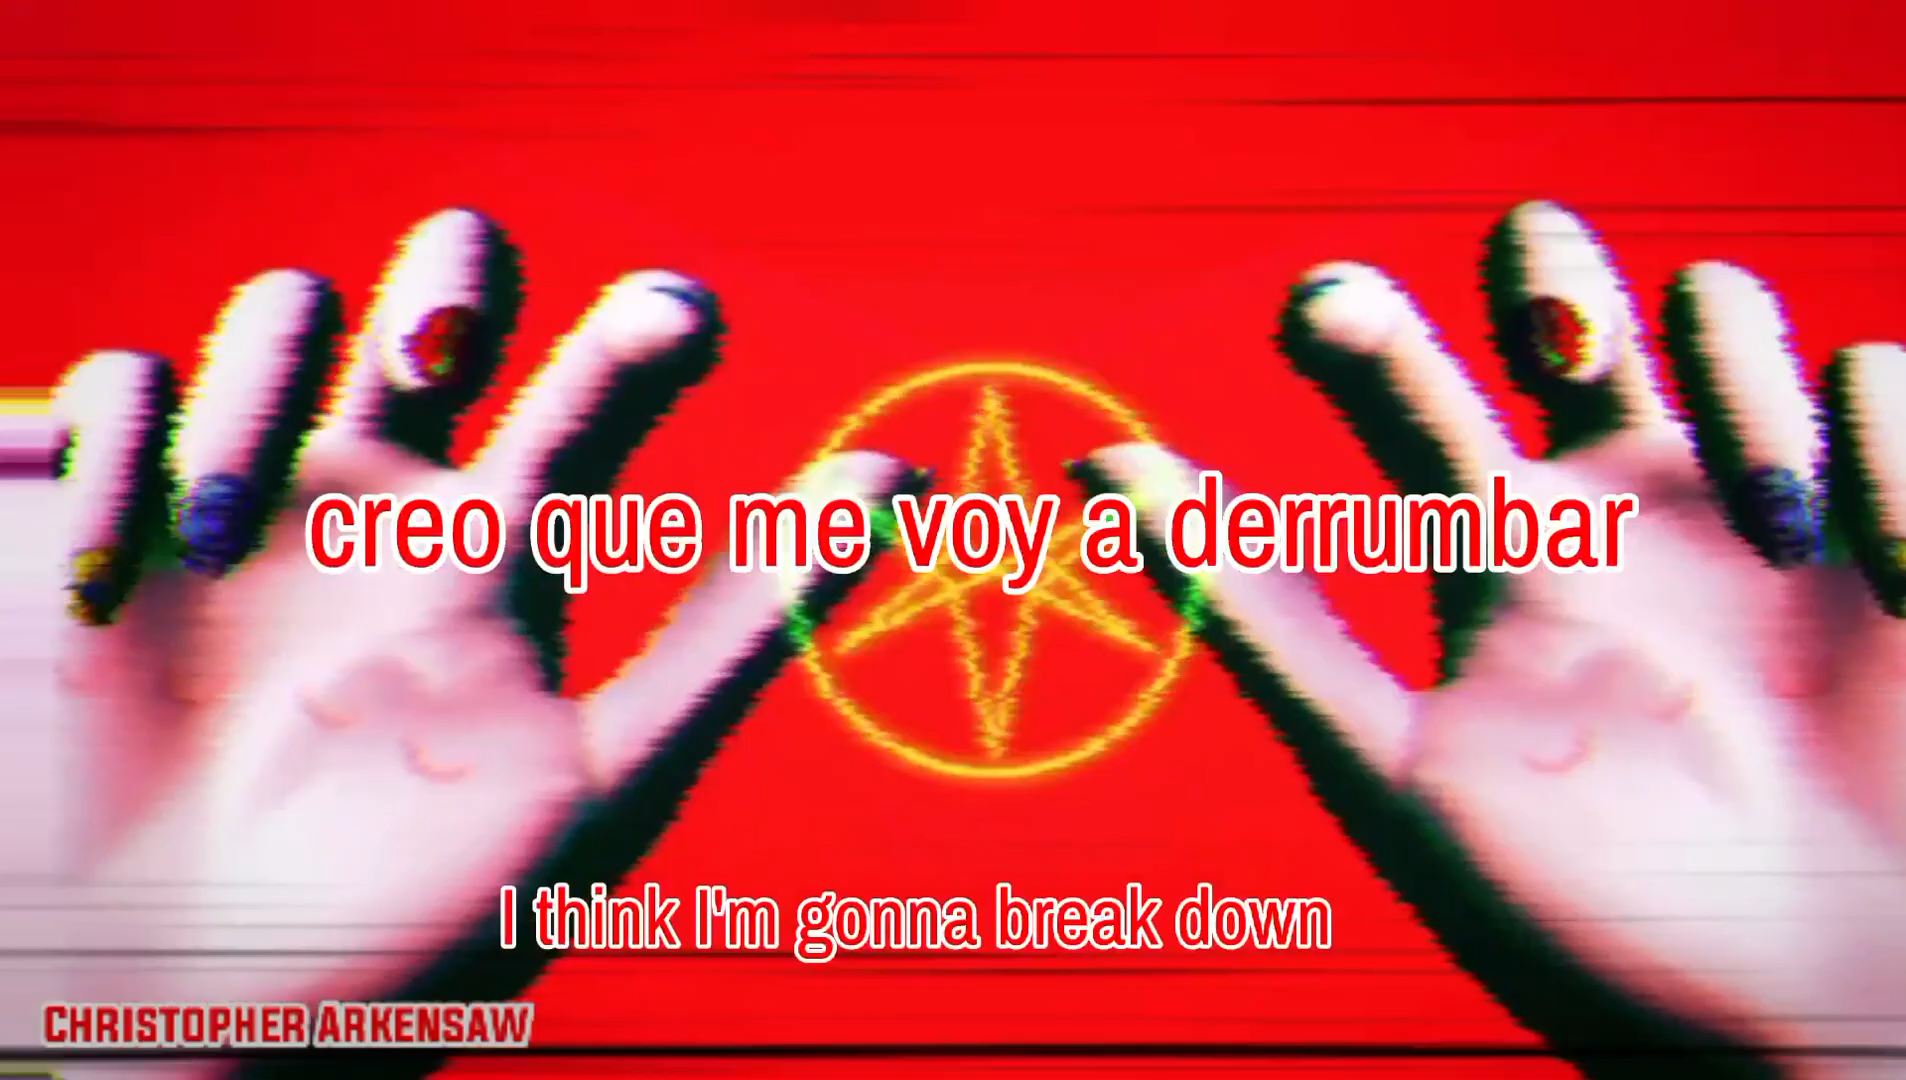 creo que me voy a derrumbar
I think I'm gonna break down
CHRISTOPHER ARKENSAW